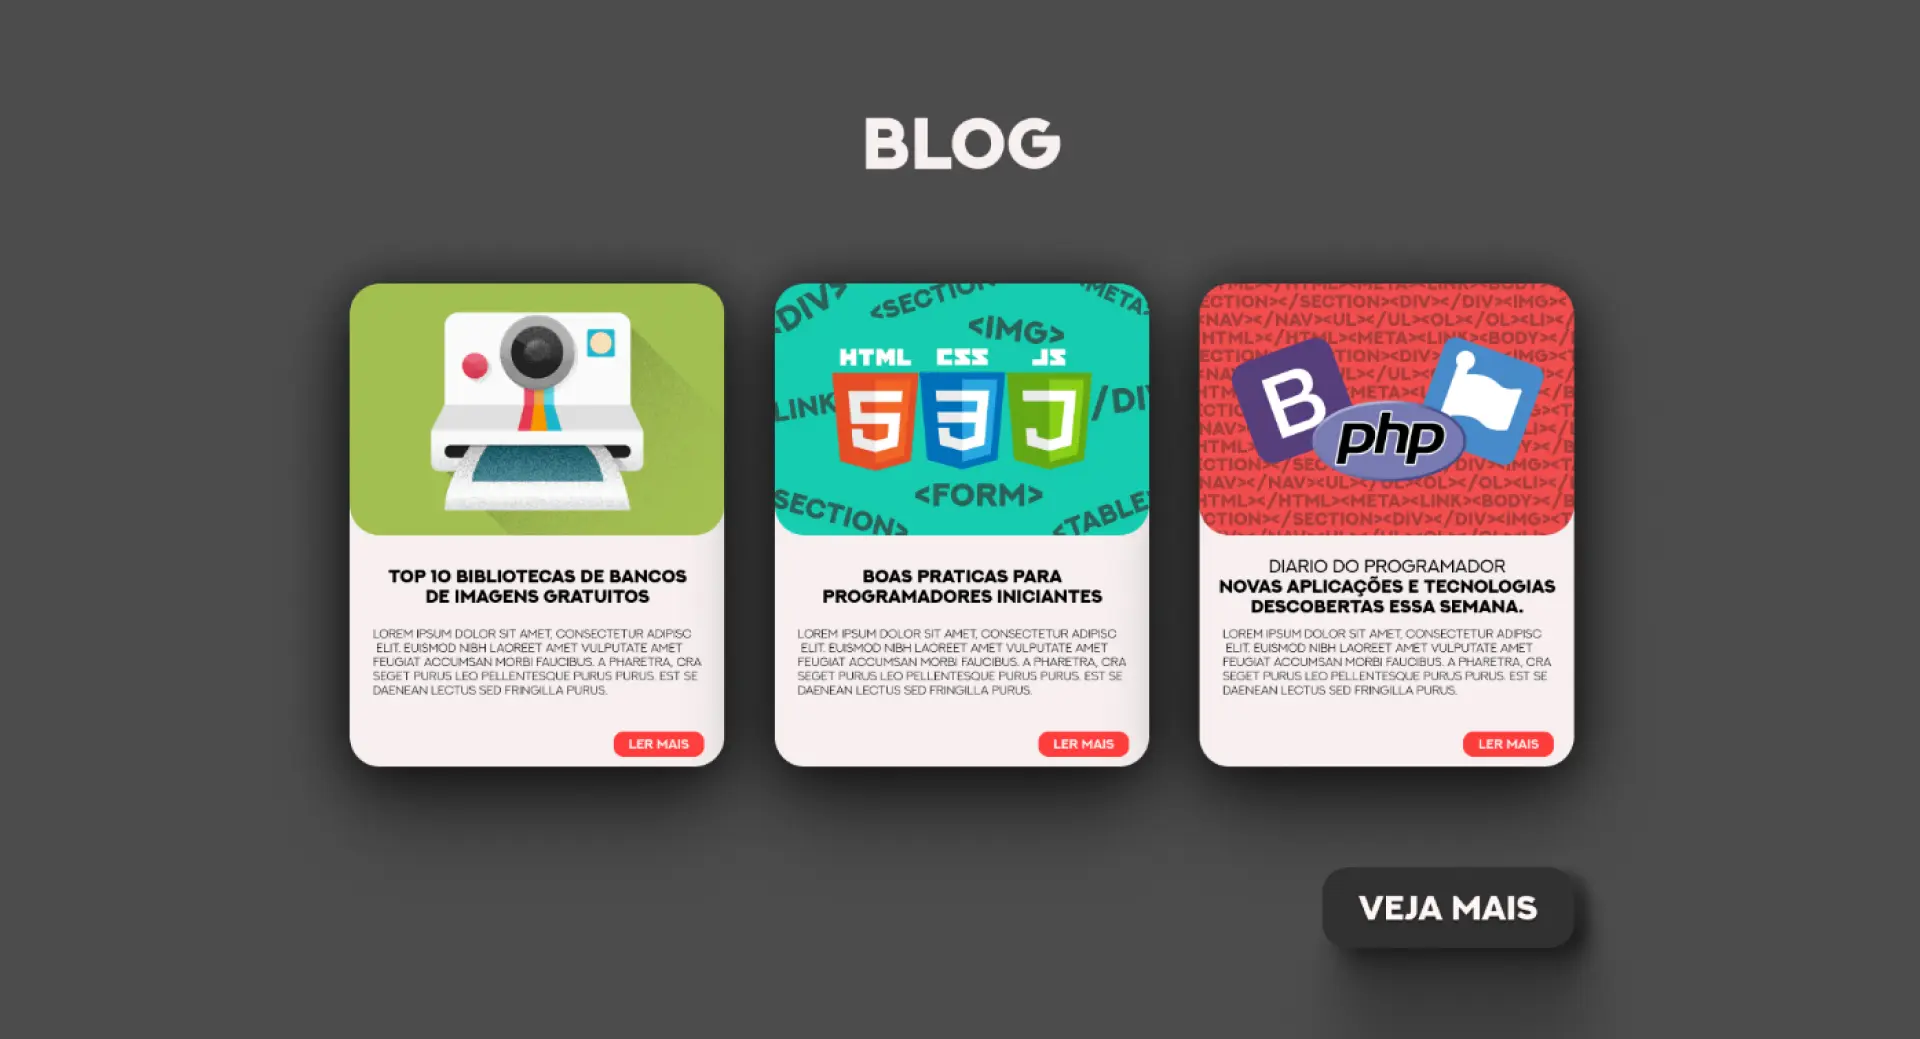 BLOG
<DIV>
<SECTION
<META
<IMG>
HTML CSS JS
LINK
/DI
<FORM>
SECTION>
<TABLE
B
php
TOP 10 BIBLIOTECAS DE BANCOS
DE IMAGENS GRATUITOS
LOREM IPSUM DOLOR SIT AMET, CONSECTETUR ADIPISC
ELIT. EUISMOD NIBH LAOREET AMET VULPUTATE AMET
FEUGIAT ACCUMSAN MORBI FAUCIBUS. A PHARETRA, CRA
SEGET PURUS LEO PELLENTESQUE PURUS PURUS. EST SE
DAENEAN LECTUS SED FRINGILLA PURUS.
LER MAIS
BOAS PRATICAS PARA
PROGRAMADORES INICIANTES
LOREM IPSUM DOLOR SIT AMET, CONSECTETUR ADIPISC
ELIT. EUISMOD NIBH LAOREET AMET VULPUTATE AMET
FEUGIAT ACCUMSAN MORBI FAUCIBUS. A PHARETRA, CRA
SEGET PURUS LEO PELLENTESQUE PURUS PURUS. EST SE
DAENEAN LECTUS SED FRINGILLA PURUS.
LER MAIS
DIARIO DO PROGRAMADOR
NOVAS APLICAÇÕES E TECNOLOGIAS
DESCOBERTAS ESSA SEMANA.
LOREM IPSUM DOLOR SIT AMET, CONSECTETUR ADIPISC
ELIT. EUISMOD NIBH LAOREET AMET VULPUTATE AMET
FEUGIAT ACCUMSAN MORBI FAUCIBUS. A PHARETRA, CRA
SEGET PURUS LEO PELLENTESQUE PURUS PURUS. EST SE
DAENEAN LECTUS SED FRINGILLA PURUS.
LER MAIS
VEJA MAIS